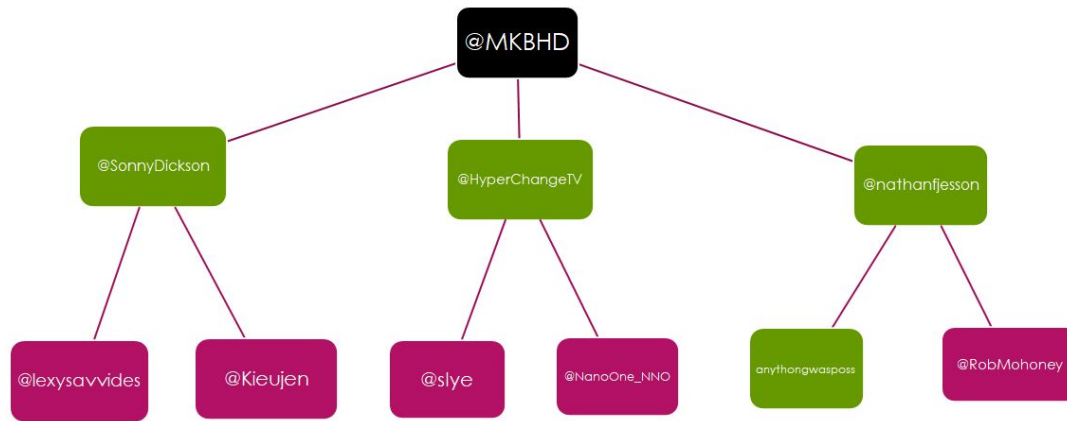 @MKBHD
@SonnyDickson
@HyperChangeTV
@nathanfjesson
@lexysavvides
@Kieujen
@slye
@NanoOne_NNO
anythongwasposs
@RobMohoney